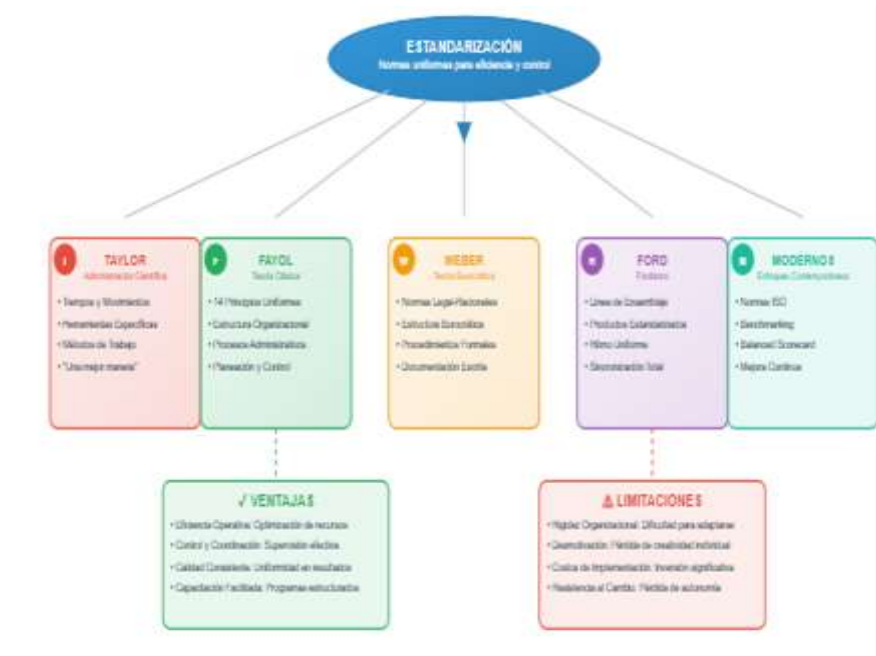 ESTANDARIZACIÓN
Normas uniformes para eficiencia y control
TAYLOR
Administración Científica
• Tiempos y Movimientos
• Herramientas Específicas
• Métodos de Trabajo
• "Una mejor manera"
FAYOL
Teoría Clásica
• 14 Principios Uniformes
• Estructura Organizacional
• Procesos Administrativos
• Planeación y Control
WEBER
Teoría Burocrática
• Normas Legal-Racionales
• Estructura Burocrática
• Procedimientos Formales
• Documentación Escrita
FORD
Fordismo
• Línea de Ensamblaje
• Productos Estandarizados
• Ritmo Uniforme
• Sincronización Total
MODERNOS
Enfoques Contemporáneos
• Normas ISO
• Benchmarking
• Balanced Scorecard
• Mejora Continua
√ VENTAJAS
• Eficiencia Operativa: Optimización de recursos
• Control y Coordinación: Supervisión efectiva
• Calidad Consistente: Uniformidad en resultados
• Capacitación Facilitada: Programas estructurados
⚠ LIMITACIONES
• Rigidez Organizacional: Dificultad para adaptarse
• Desmotivación: Pérdida de creatividad individual
• Costos de Implementación: Inversión significativa
• Resistencia al Cambio: Pérdida de autonomía